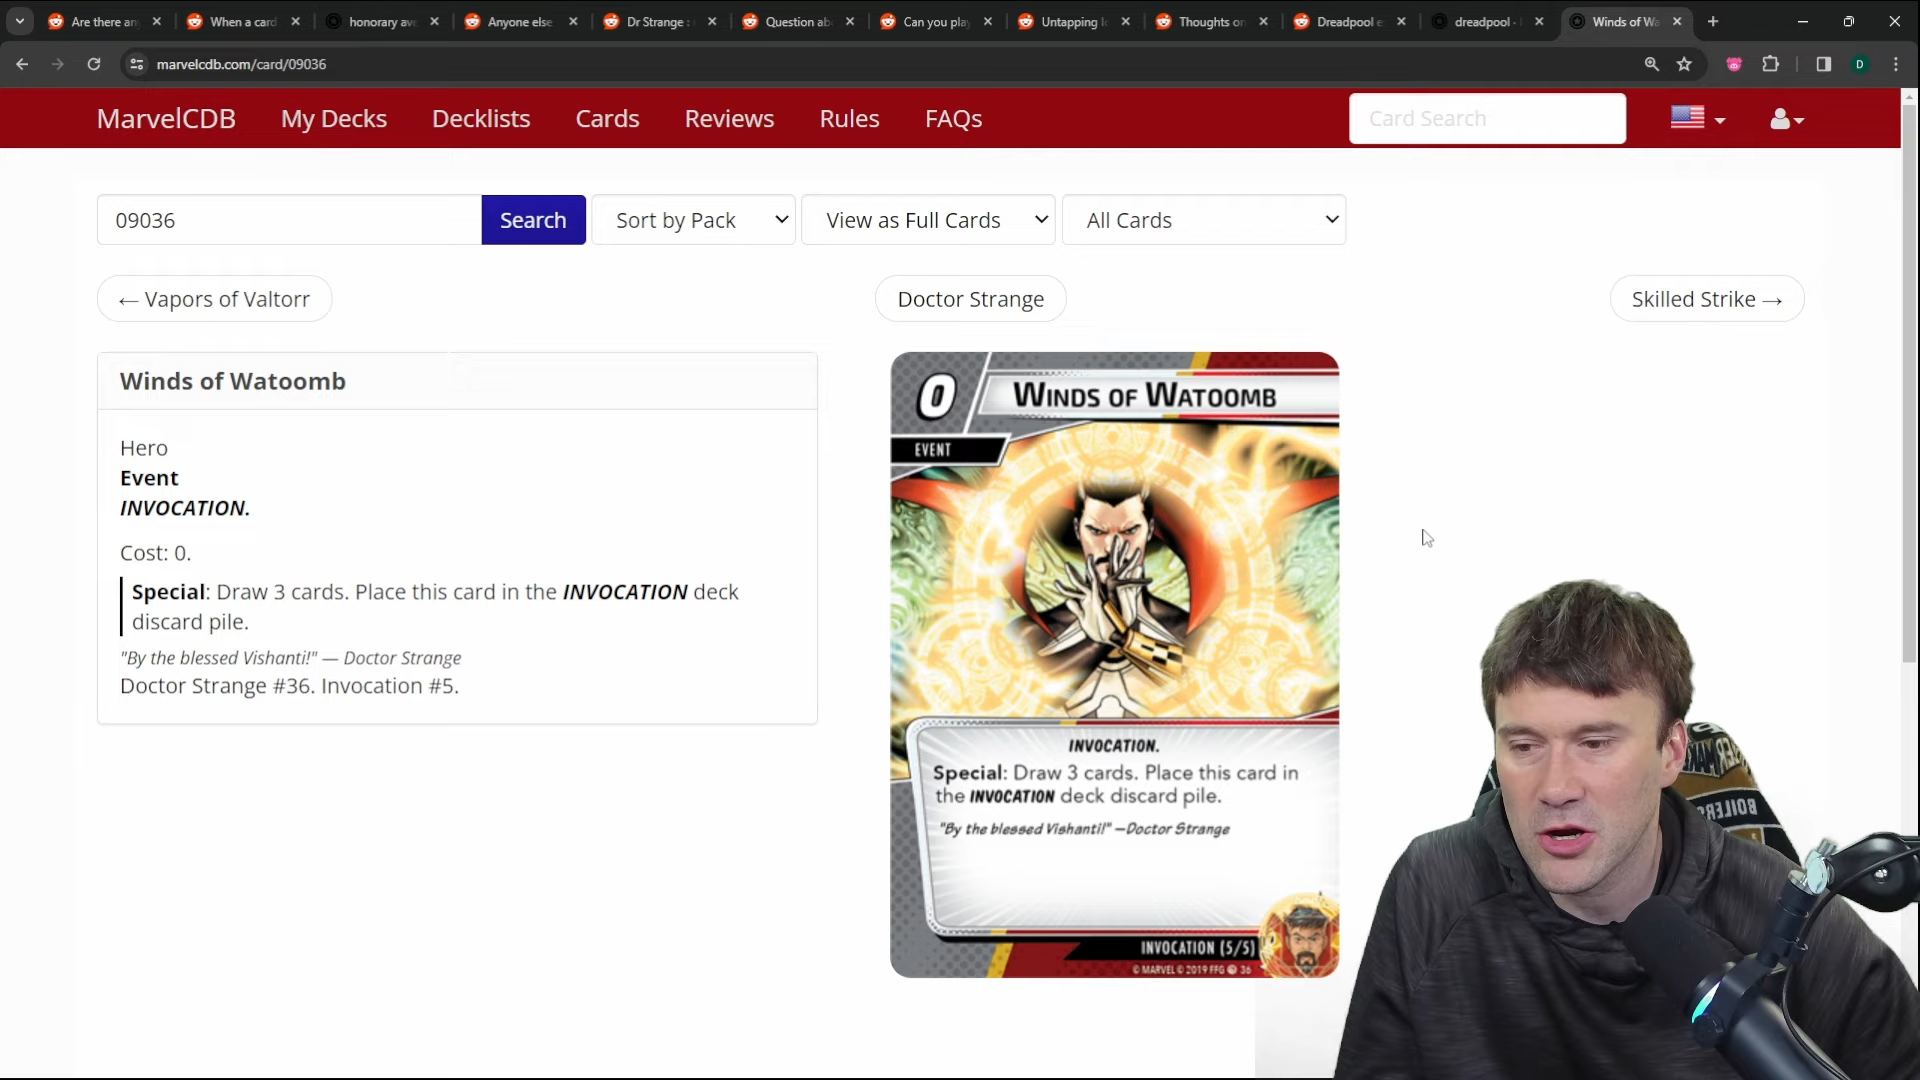 Are there an
When a card
honorary av
Anyone else
Dr Strange :
Question ab
Can you play
Untapping
Thoughts on
Dreadpool e
dreadpool ·
Winds of Wa
marvelcdb.com/card/09036
D
MarvelCDB
My Decks
Decklists
Cards
Reviews
Rules
FAQs
Card Search
09036
Search
Sort by Pack
View as Full Cards
All Cards
← Vapors of Valtorr
Doctor Strange
Skilled Strike →
Winds of Watoomb
Hero
Event
INVOCATION.
Cost: 0.
Special: Draw 3 cards. Place this card in the INVOCATION deck
discard pile.
"By the blessed Vishanti!" — Doctor Strange
Doctor Strange #36. Invocation #5.
0
WINDS OF WATOOMB
EVENT
INVOCATION.
Special: Draw 3 cards. Place this card in
the INVOCATION deck discard pile.
"By the blessed Vishanti!" —Doctor Strange
INVOCATION (5/5)
© MARVEL © 2019 FFG 36